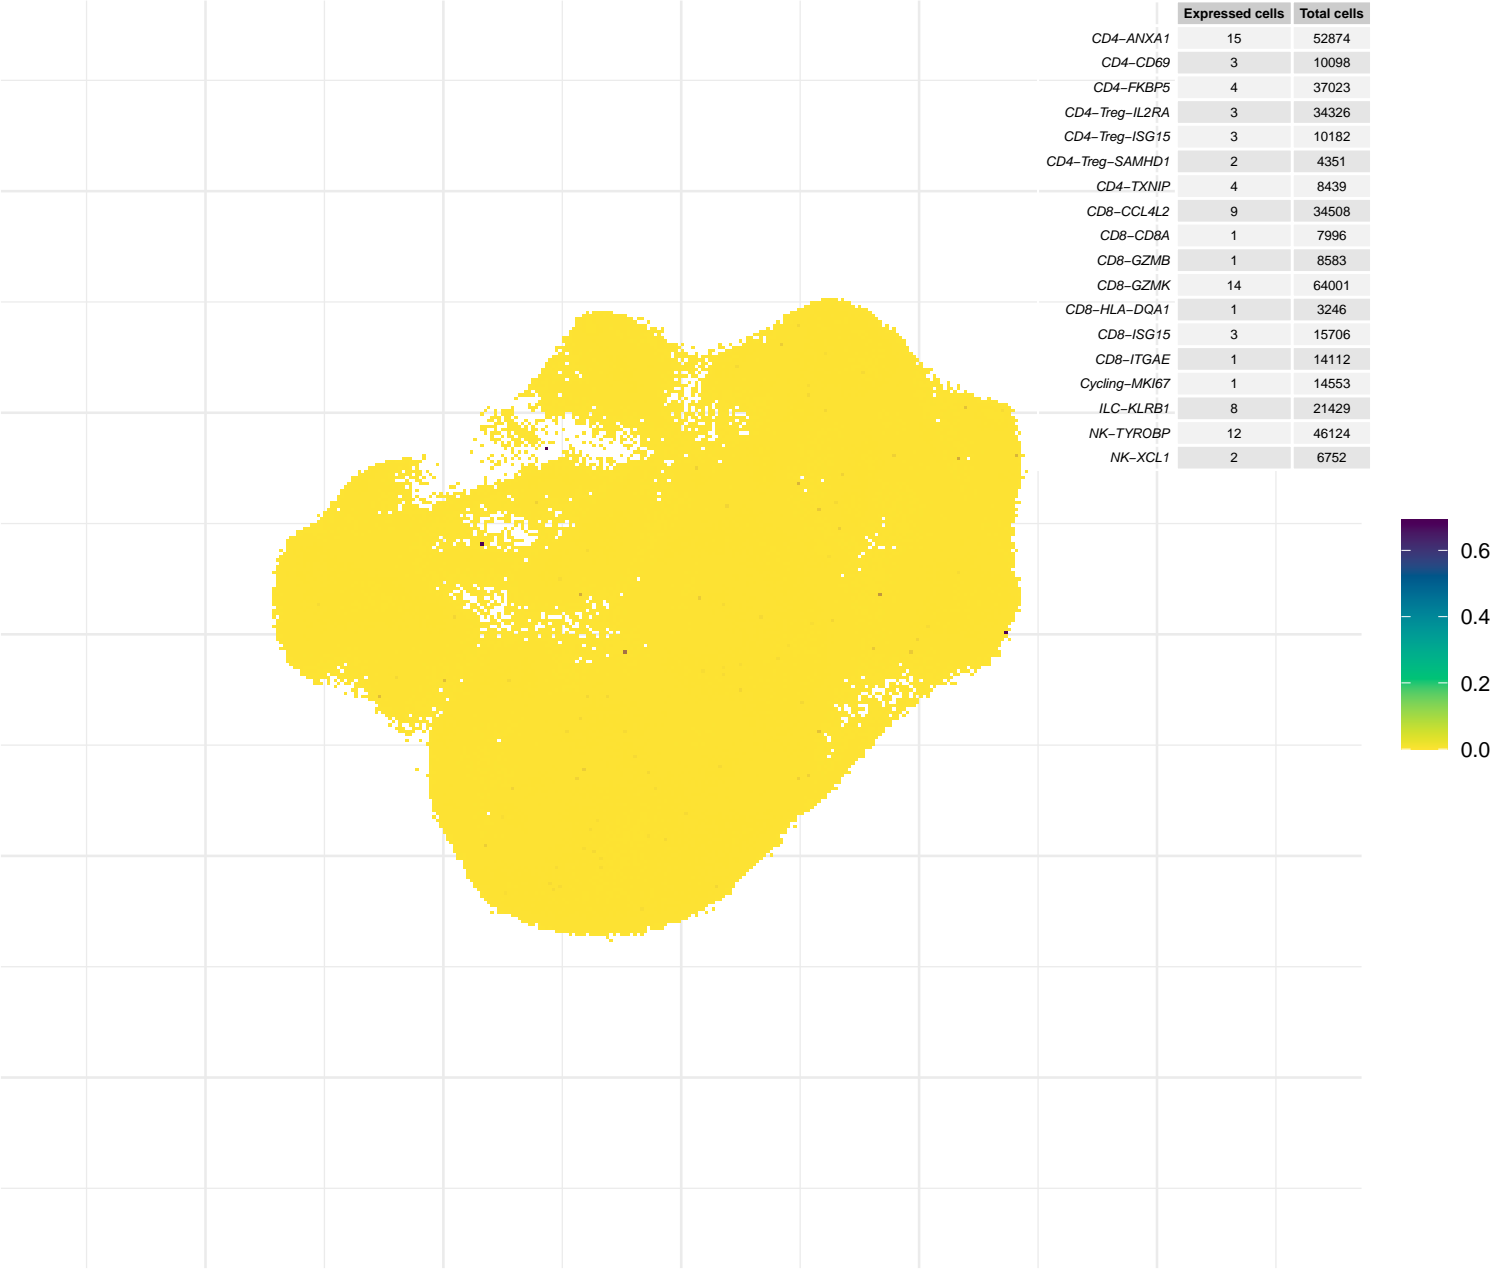 Expressed cells Total cells
CD4−ANXA1 15 52874
CD4−CD69 3 10098
CD4−FKBP5 4 37023
CD4−Treg−IL2RA 3 34326
CD4−Treg−ISG15 3 10182
CD4−Treg−SAMHD1 2 4351
CD4−TXNIP 4 8439
CD8−CCL4L2 9 34508
CD8−CD8A 1 7996
CD8−GZMB 1 8583
CD8−GZMK 14 64001
CD8−HLA−DQA1 1 3246
CD8−ISG15 3 15706
CD8−ITGAE 1 14112
Cycling−MKI67 1 14553
ILC−KLRB1 8 21429
NK−TYROBP 12 46124
NK−XCL1 2 6752
0.6
0.4
0.2
0.0